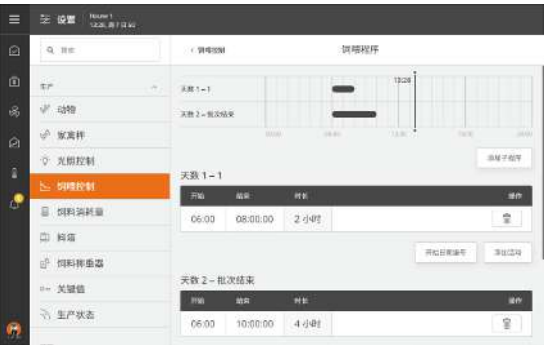 设置
House 1
搜索
饲喂控制
饲喂程序
生产
动物
家禽秤
光照控制
饲喂控制
饲料消耗量
料塔
饲料称重器
关键值
生产状态
13:28
天数 1 – 1
天数 2 – 批次结束
添加子程序
天数 1 – 1
开始 结束 时长 操作
06:00 08:00:00 2 小时
开始日期编号 添加活动
天数 2 – 批次结束
开始 结束 时长 操作
06:00 10:00:00 4 小时